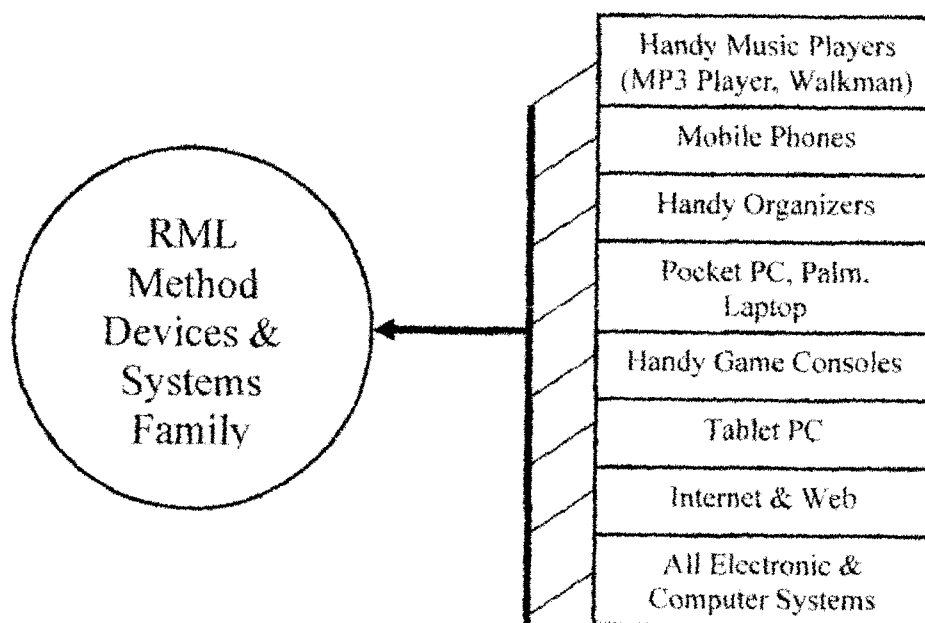 RML
Method
Devices &
Systems
Family
Handy Music Players
(MP3 Player, Walkman)
Mobile Phones
Handy Organizers
Pocket PC, Palm,
Laptop
Handy Game Consoles
Tablet PC
Internet & Web
All Electronic &
Computer Systems